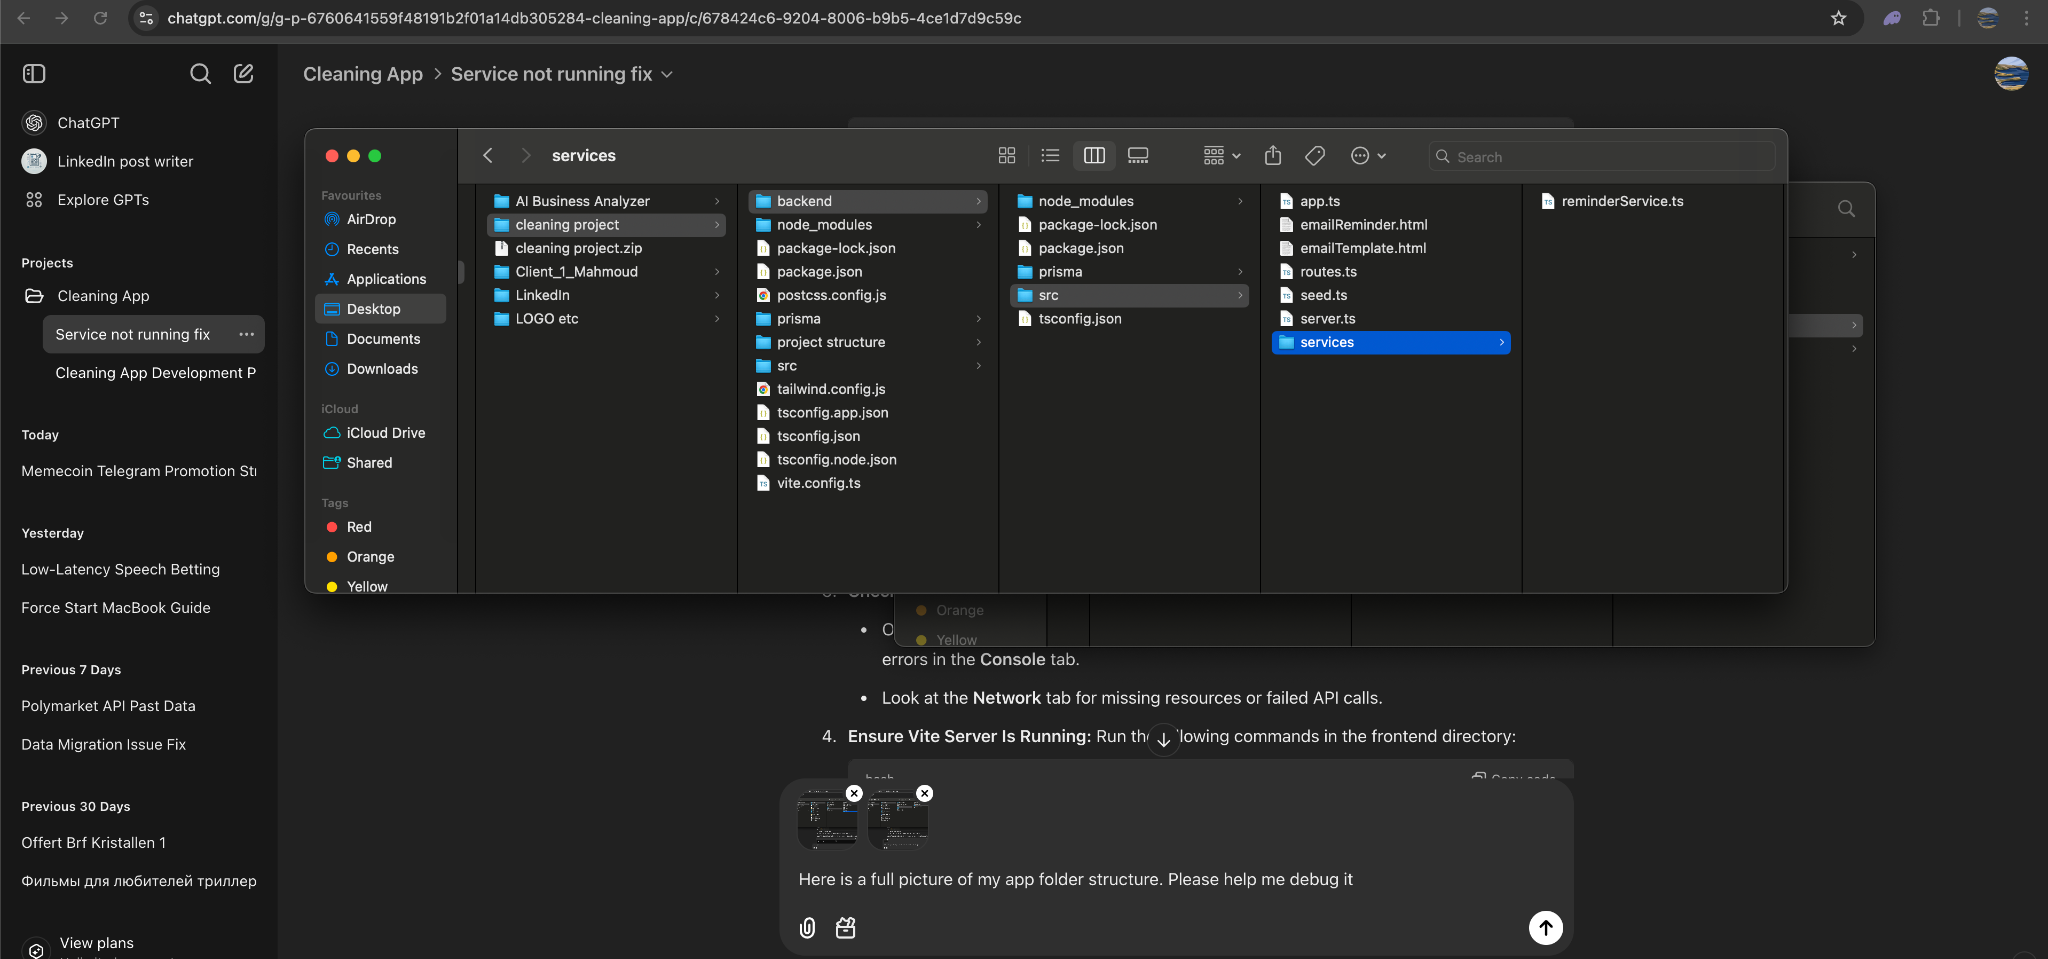 chatgpt.com/g/g-p-6760641559f48191b2f01a14db305284-cleaning-app/c/678424c6-9204-8006-b9b5-4ce1d7d9c59c
ChatGPT
LinkedIn post writer
Explore GPTs
Projects
Cleaning App
Service not running fix
Cleaning App Development P
Today
Memecoin Telegram Promotion Str
Yesterday
Low-Latency Speech Betting
Force Start MacBook Guide
Previous 7 Days
Polymarket API Past Data
Data Migration Issue Fix
Previous 30 Days
Offert Brf Kristallen 1
Фильмы для любителей триллер
View plans
Cleaning App > Service not running fix
services
Search
Favourites
AirDrop
Recents
Applications
Desktop
Documents
Downloads
iCloud
iCloud Drive
Shared
Tags
Red
Orange
Yellow
AI Business Analyzer
cleaning project
cleaning project.zip
Client_1_Mahmoud
LinkedIn
LOGO etc
backend
node_modules
package-lock.json
package.json
postcss.config.js
prisma
project structure
src
tailwind.config.js
tsconfig.app.json
tsconfig.json
tsconfig.node.json
vite.config.ts
node_modules
package-lock.json
package.json
prisma
src
tsconfig.json
app.ts
emailReminder.html
emailTemplate.html
routes.ts
seed.ts
server.ts
services
reminderService.ts
Orange
Yellow
errors in the Console tab.
• Look at the Network tab for missing resources or failed API calls.
4. Ensure Vite Server Is Running: Run the lowing commands in the frontend directory:
bash
Copy code
Here is a full picture of my app folder structure. Please help me debug it